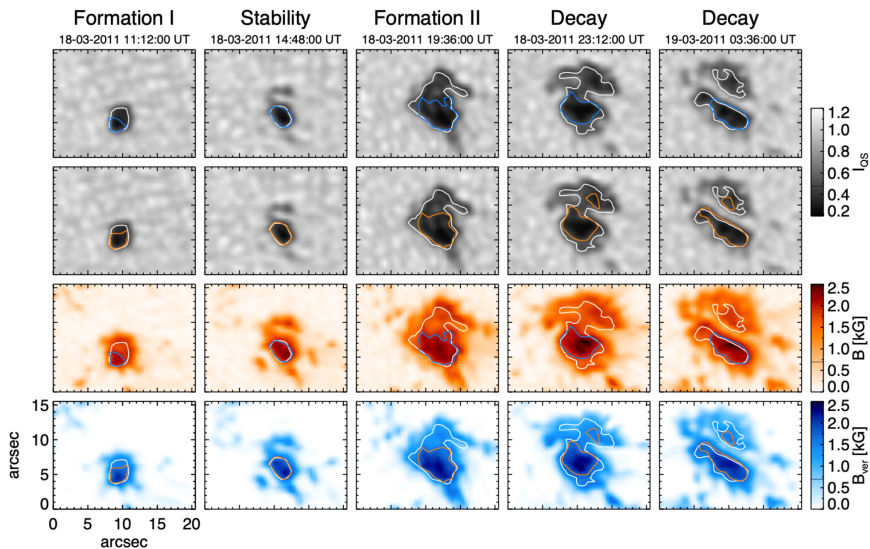 Formation I Stability Formation II Decay Decay
18-03-2011 11:12:00 UT 18-03-2011 14:48:00 UT 18-03-2011 19:36:00 UT 18-03-2011 23:12:00 UT 19-03-2011 03:36:00 UT
1.2
1.0
0.8
0.6
0.4
0.2
I_QS
2.5
2.0
1.5
1.0
0.5
0.0
B [kG]
15
10
5
0
arcsec
0 5 10 15 20
arcsec
2.5
2.0
1.5
1.0
0.5
0.0
B_ver [kG]